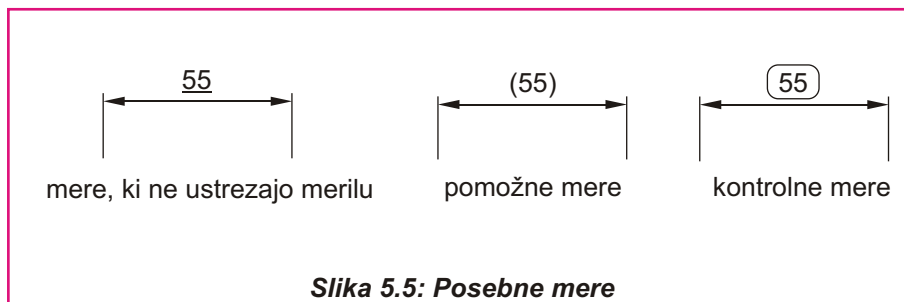 55 (55) 55
mere, ki ne ustrezajo merilu pomožne mere kontrolne mere
Slika 5.5: Posebne mere